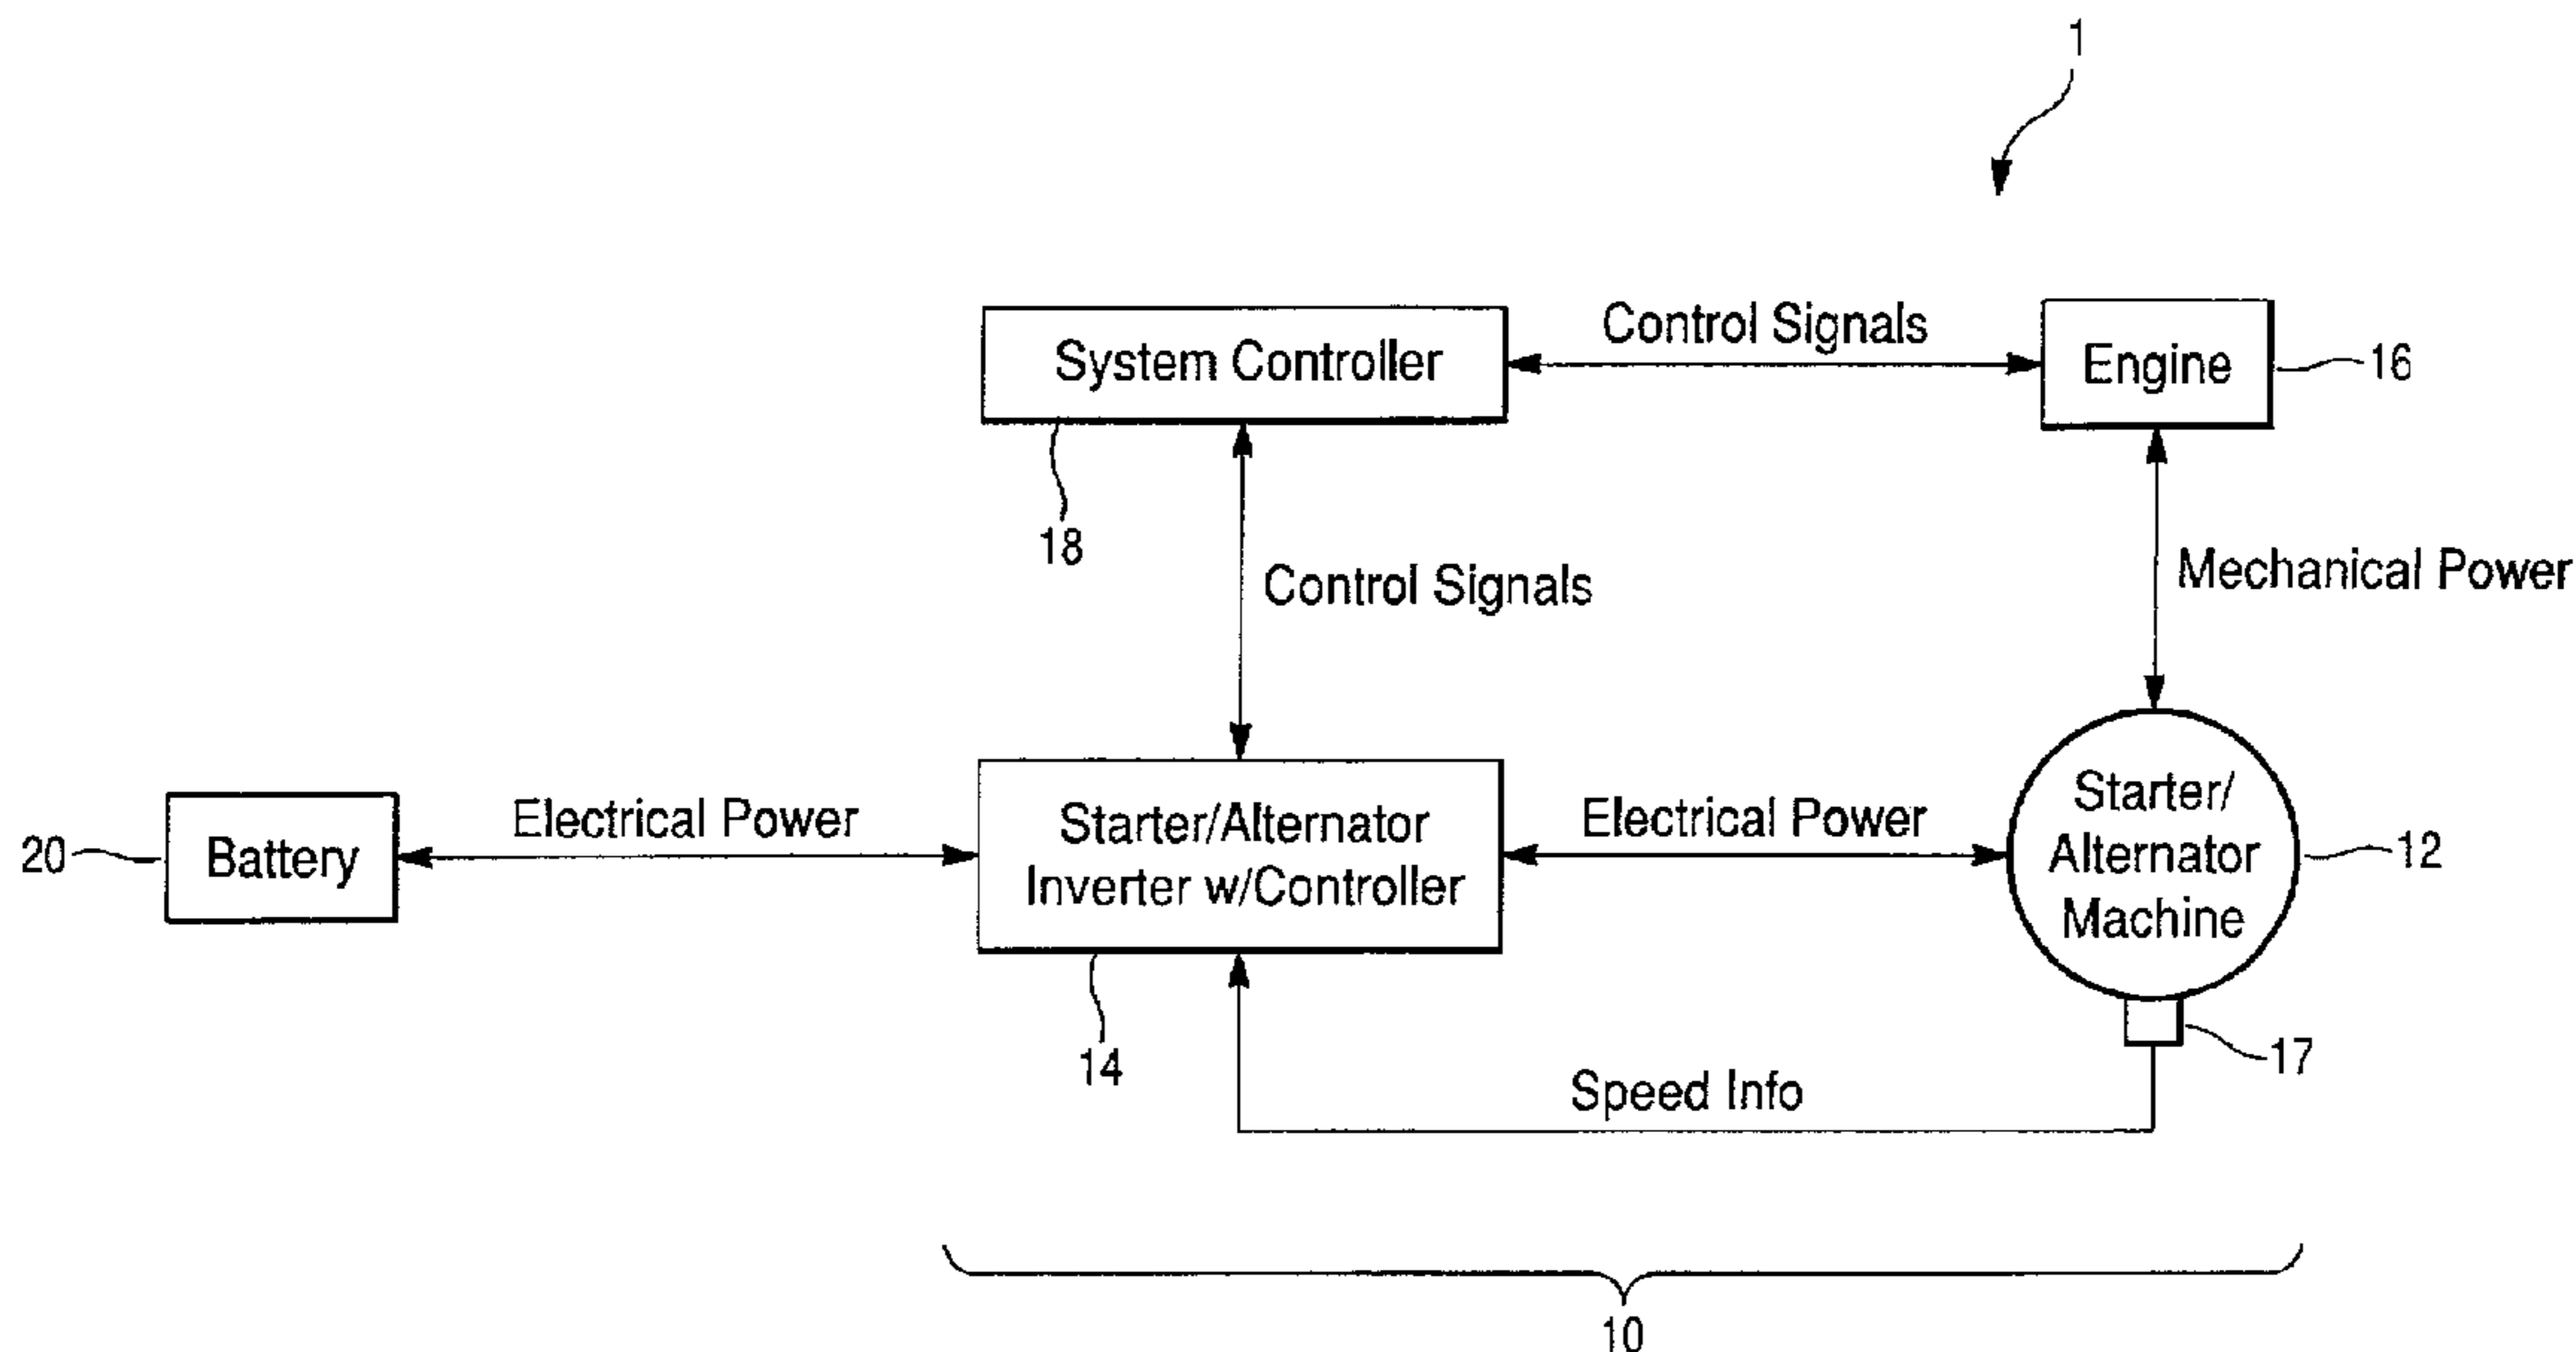 1
System Controller
Control Signals
Engine
16
18
Control Signals
Mechanical Power
20
Battery
Electrical Power
Starter/Alternator
Inverter w/Controller
Electrical Power
Starter/
Alternator
Machine
12
14
17
Speed Info
10